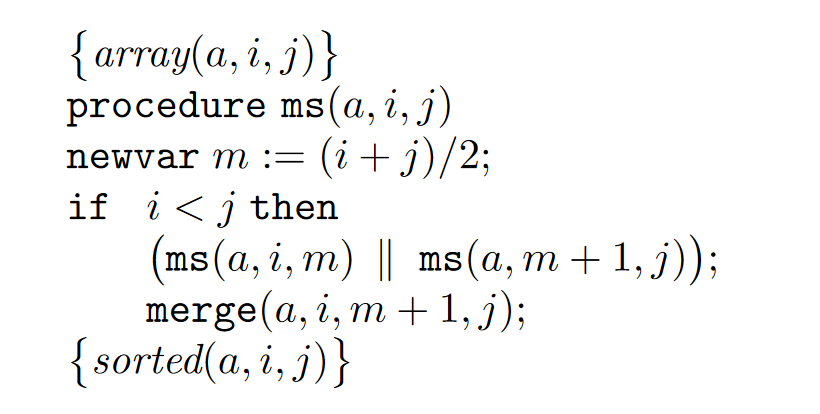 {array(a, i, j)}
procedure ms(a, i, j)
newvar m := (i + j)/2;
if i < j then
(ms(a, i, m) ∥ ms(a, m + 1, j));
merge(a, i, m + 1, j);
{sorted(a, i, j)}